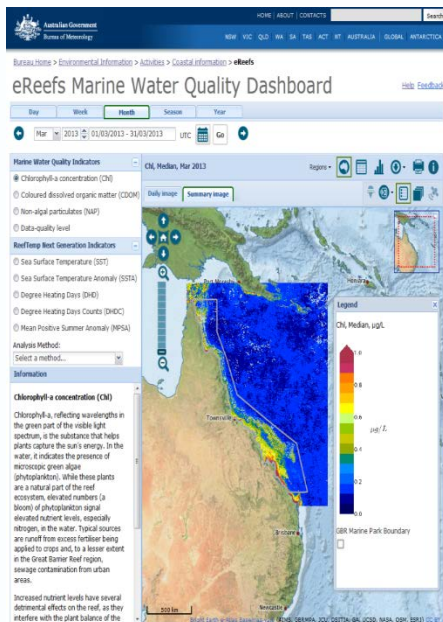 HOME | ABOUT | CONTACTS
Search
Australian Government
Bureau of Meteorology
NSW VIC QLD WA SA TAS ACT NT AUSTRALIA | GLOBAL ANTARCTICA
Bureau Home > Environmental Information > Activities > Coastal information > eReefs
eReefs Marine Water Quality Dashboard
Help Feedback
Day Week Month Season Year
Mar 2013 01/03/2013 - 31/03/2013 UTC Go
Marine Water Quality Indicators
Chlorophyll-a concentration (Chl)
Coloured dissolved organic matter (CDOM)
Non-algal particulates (NAP)
Data-quality level
ReefTemp Next Generation Indicators
Sea Surface Temperature (SST)
Sea Surface Temperature Anomaly (SSTA)
Degree Heating Days (DHD)
Degree Heating Days Counts (DHDC)
Mean Positive Summer Anomaly (MPSA)
Analysis Method:
Select a method...
Information
Chlorophyll-a concentration (Chl)
Chlorophyll-a, reflecting wavelengths in
the green part of the visible light
spectrum, is the substance that helps
plants capture the sun's energy. In the
water, it indicates the presence of
microscopic green algae
(phytoplankton). While these plants
are a natural part of the reef
ecosystem, elevated numbers (a
bloom) of phytoplankton signal
elevated nutrient levels, especially
nitrogen, in the water. Typical sources
are runoff from excess fertiliser being
applied to crops and, to a lesser extent
in the Great Barrier Reef region,
sewage contamination from urban
areas.
Increased nutrient levels have several
detrimental effects on the reef, as they
interfere with the plant balance of the
Chl, Median, Mar 2013
Regions
Daily image Summary image
Port Moresby
Honiara
Townsville
Brisbane
Newcastle
500 km
Legend x
Chl, Median, µg/L
1.0
0.8
0.6
µg/L
0.4
0.2
0.0
GBR Marine Park Boundary